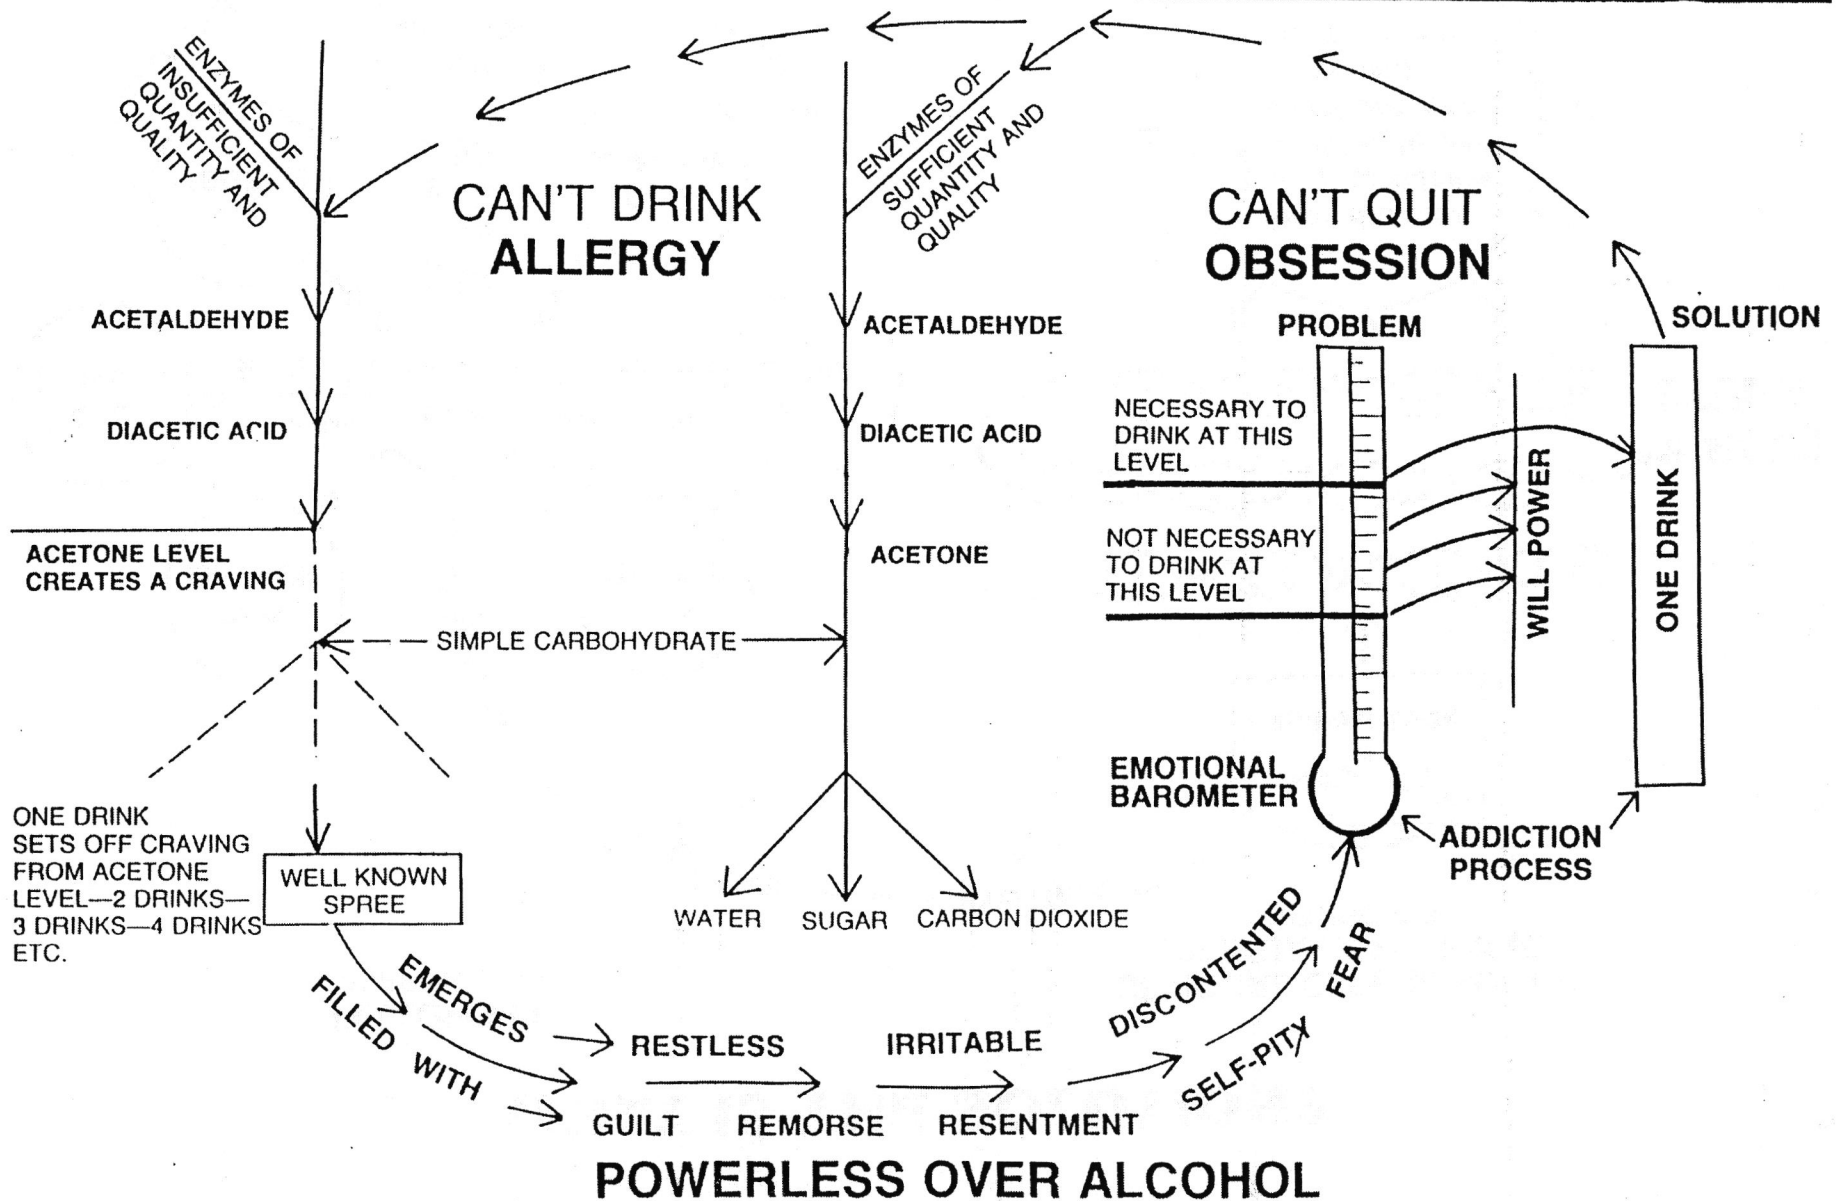 ENZYMES OF
INSUFFICIENT
QUANTITY AND
QUALITY
CAN'T DRINK
ALLERGY
ENZYMES OF
SUFFICIENT
QUANTITY AND
QUALITY
CAN'T QUIT
OBSESSION
ACETALDEHYDE
DIACETIC ACID
ACETONE LEVEL
CREATES A CRAVING
SIMPLE CARBOHYDRATE
ACETALDEHYDE
DIACETIC ACID
ACETONE
WATER
SUGAR
CARBON DIOXIDE
PROBLEM
SOLUTION
NECESSARY TO
DRINK AT THIS
LEVEL
NOT NECESSARY
TO DRINK AT
THIS LEVEL
WILL POWER
ONE DRINK
EMOTIONAL
BAROMETER
ADDICTION
PROCESS
ONE DRINK
SETS OFF CRAVING
FROM ACETONE
LEVEL—2 DRINKS—
3 DRINKS—4 DRINKS
ETC.
WELL KNOWN
SPREE
EMERGES
RESTLESS
IRRITABLE
DISCONTENTED
FILLED WITH
GUILT
REMORSE
RESENTMENT
SELF-PITY
FEAR
POWERLESS OVER ALCOHOL